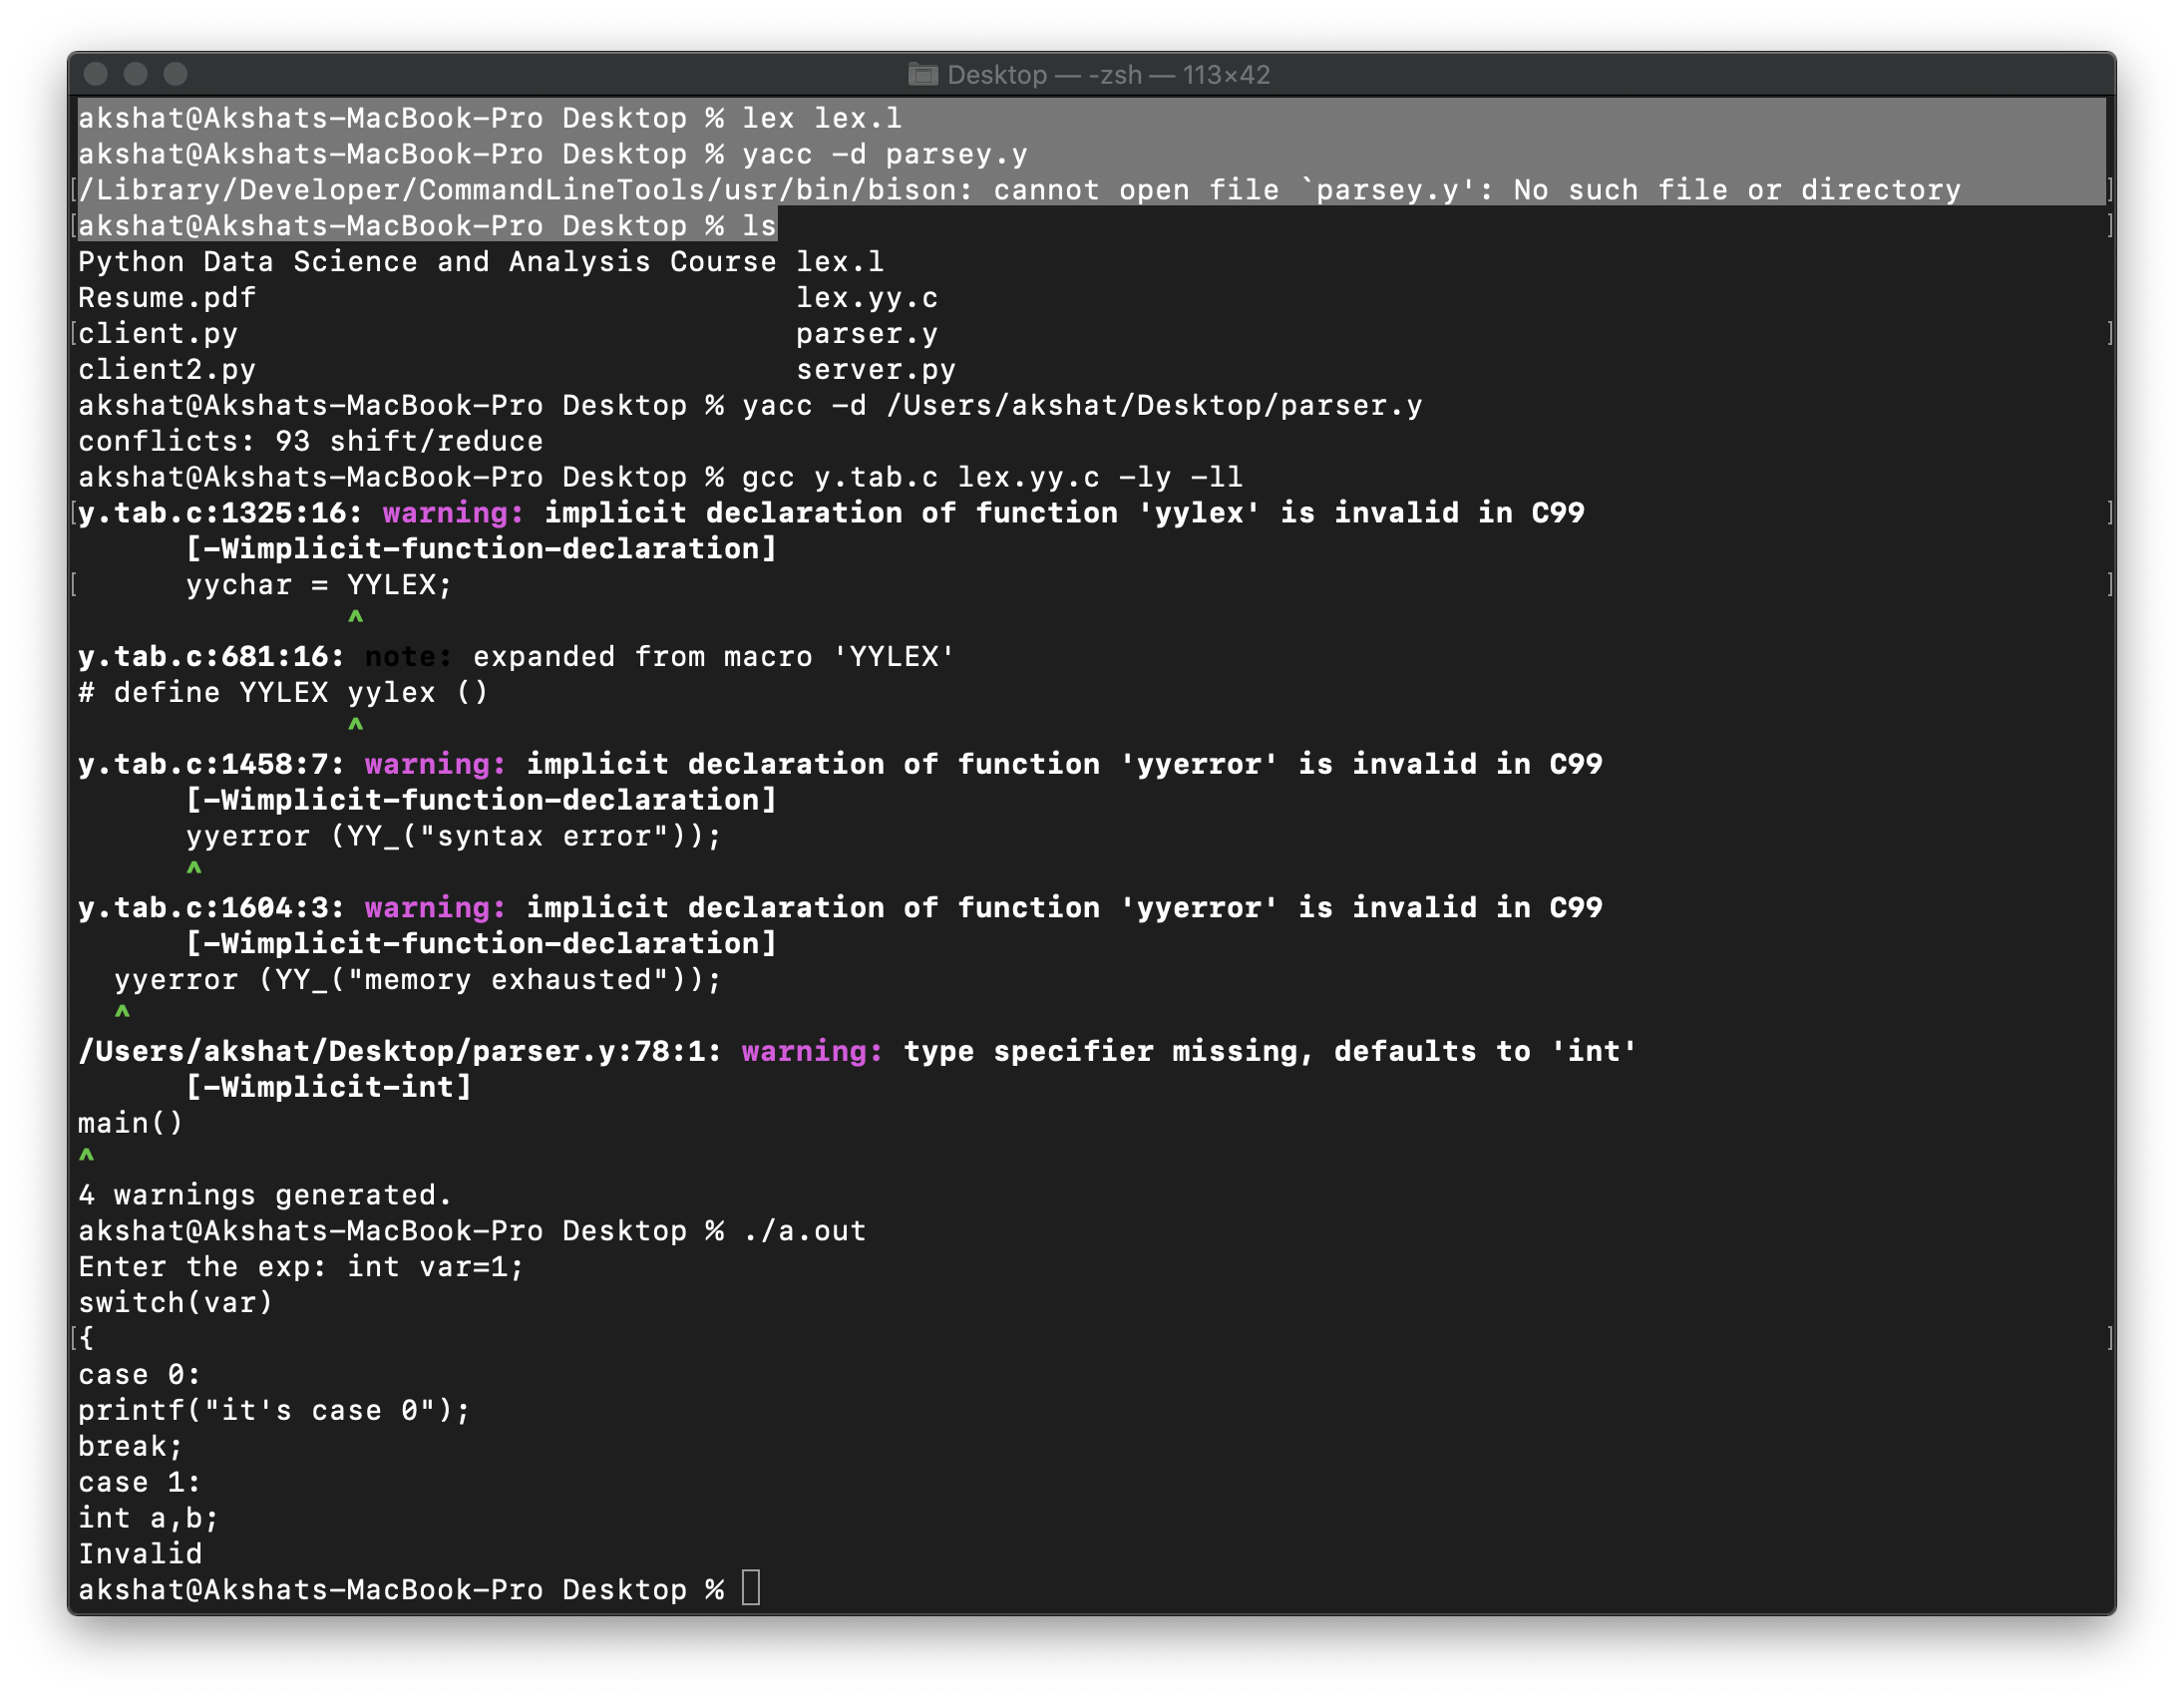 Desktop — -zsh — 113×42
akshat@Akshats-MacBook-Pro Desktop % lex lex.l
akshat@Akshats-MacBook-Pro Desktop % yacc -d parsey.y
/Library/Developer/CommandLineTools/usr/bin/bison: cannot open file `parsey.y': No such file or directory
akshat@Akshats-MacBook-Pro Desktop % ls
Python Data Science and Analysis Course lex.l
Resume.pdf                              lex.yy.c
client.py                               parser.y
client2.py                              server.py
akshat@Akshats-MacBook-Pro Desktop % yacc -d /Users/akshat/Desktop/parser.y
conflicts: 93 shift/reduce
akshat@Akshats-MacBook-Pro Desktop % gcc y.tab.c lex.yy.c -ly -ll
y.tab.c:1325:16: warning: implicit declaration of function 'yylex' is invalid in C99
      [-Wimplicit-function-declaration]
      yychar = YYLEX;
               ^
y.tab.c:681:16: note: expanded from macro 'YYLEX'
# define YYLEX yylex ()
               ^
y.tab.c:1458:7: warning: implicit declaration of function 'yyerror' is invalid in C99
      [-Wimplicit-function-declaration]
      yyerror (YY_("syntax error"));
      ^
y.tab.c:1604:3: warning: implicit declaration of function 'yyerror' is invalid in C99
      [-Wimplicit-function-declaration]
  yyerror (YY_("memory exhausted"));
  ^
/Users/akshat/Desktop/parser.y:78:1: warning: type specifier missing, defaults to 'int'
      [-Wimplicit-int]
main()
^
4 warnings generated.
akshat@Akshats-MacBook-Pro Desktop % ./a.out
Enter the exp: int var=1;
switch(var)
{
case 0:
printf("it's case 0");
break;
case 1:
int a,b;
Invalid
akshat@Akshats-MacBook-Pro Desktop %